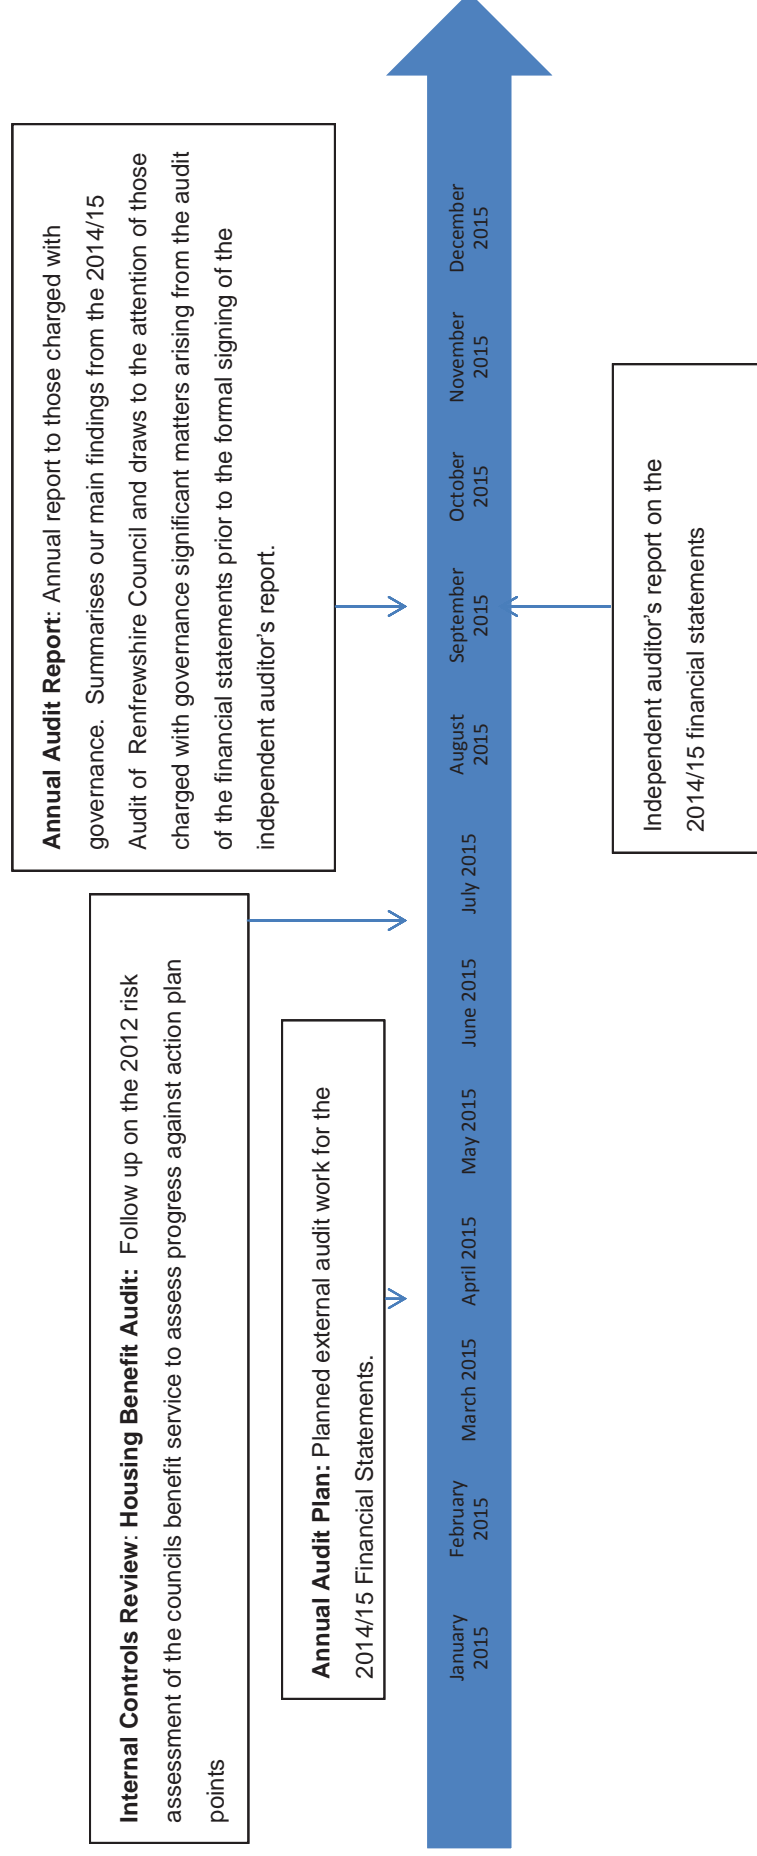 Annual Audit Report: Annual report to those charged with
governance.  Summarises our main findings from the 2014/15
Audit of  Renfrewshire Council and draws to the attention of those
charged with governance significant matters arising from the audit
of the financial statements prior to the formal signing of the
independent auditor’s report.
Internal Controls Review: Housing Benefit Audit:  Follow up on the 2012 risk
assessment of the councils benefit service to assess progress against action plan
points
Annual Audit Plan: Planned external audit work for the
2014/15 Financial Statements.
January
2015
February
2015
March 2015
April 2015
May 2015
June 2015
July 2015
August
2015
September
2015
October
2015
November
2015
December
2015
Independent auditor’s report on the
2014/15 financial statements